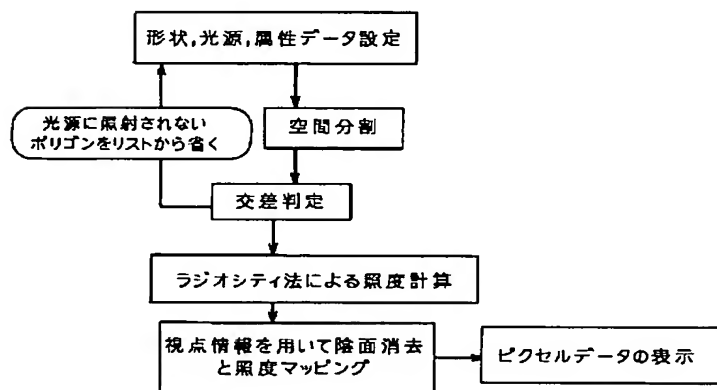 形状,光源,属性データ設定
光源に照射されない
ポリゴンをリストから省く
空間分割
交差判定
ラジオシティ法による照度計算
視点情報を用いて陰面消去
と照度マッピング
ピクセルデータの表示